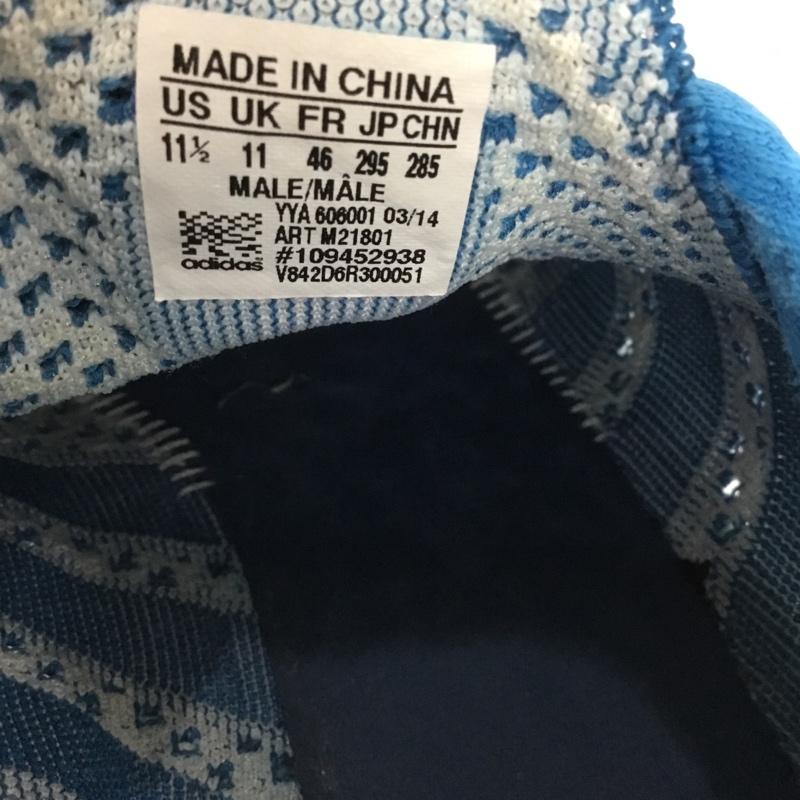 MADE IN CHINA
US UK FR JP CHN
11½ 11 46 295 285
MALE/MÂLE
YYA 606001 03/14
ART M21801
#109452938
V842D6R300051
adidas